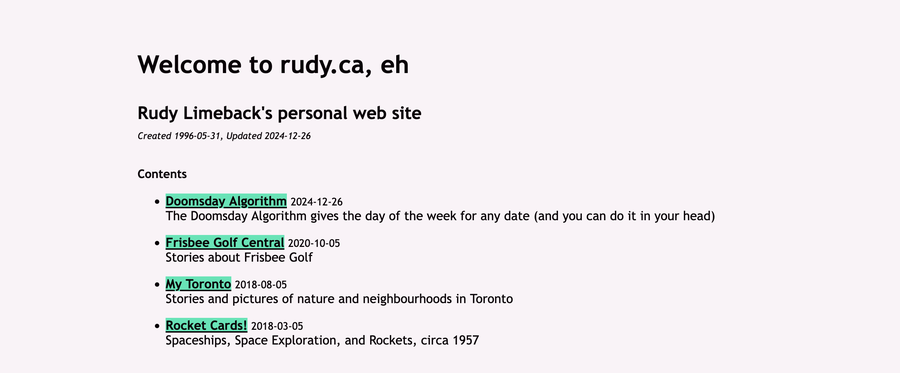 Welcome to rudy.ca, eh
Rudy Limeback's personal web site
Created 1996-05-31, Updated 2024-12-26
Contents
• Doomsday Algorithm 2024-12-26
The Doomsday Algorithm gives the day of the week for any date (and you can do it in your head)
• Frisbee Golf Central 2020-10-05
Stories about Frisbee Golf
• My Toronto 2018-08-05
Stories and pictures of nature and neighbourhoods in Toronto
• Rocket Cards! 2018-03-05
Spaceships, Space Exploration, and Rockets, circa 1957